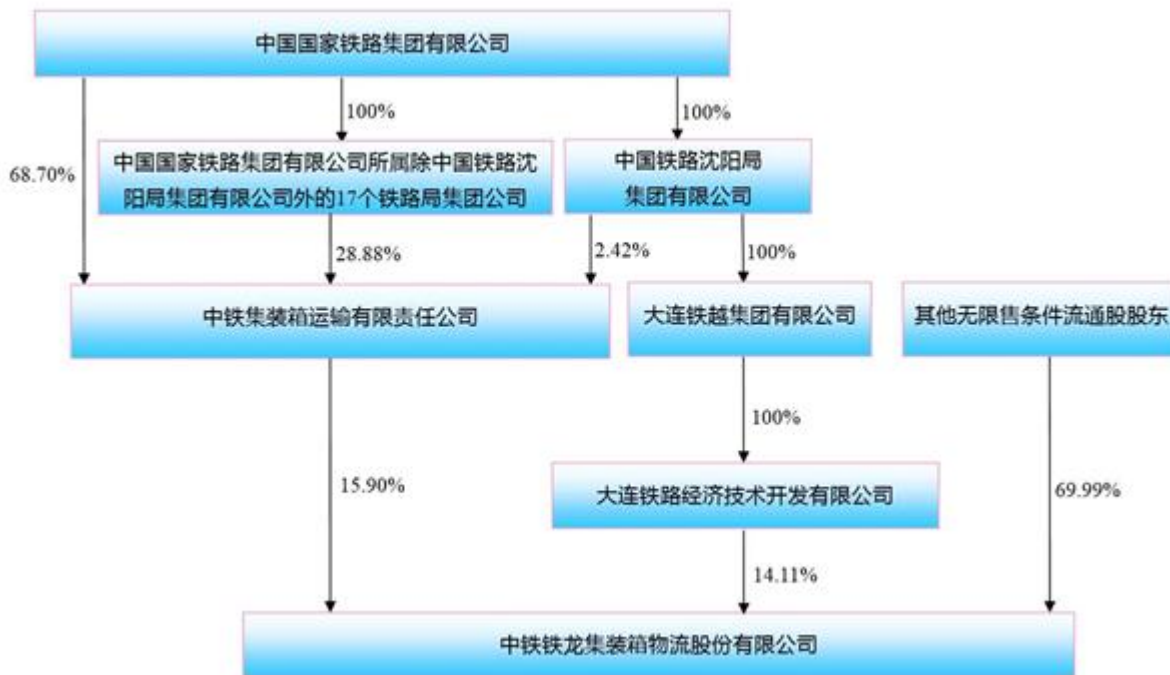 中国国家铁路集团有限公司
100%
100%
68.70%
中国国家铁路集团有限公司所属除中国铁路沈
阳局集团有限公司外的17个铁路局集团公司
中国铁路沈阳局
集团有限公司
28.88%
2.42%
100%
中铁集装箱运输有限责任公司
大连铁越集团有限公司
其他无限售条件流通股股东
100%
15.90%
大连铁路经济技术开发有限公司
69.99%
14.11%
中铁铁龙集装箱物流股份有限公司